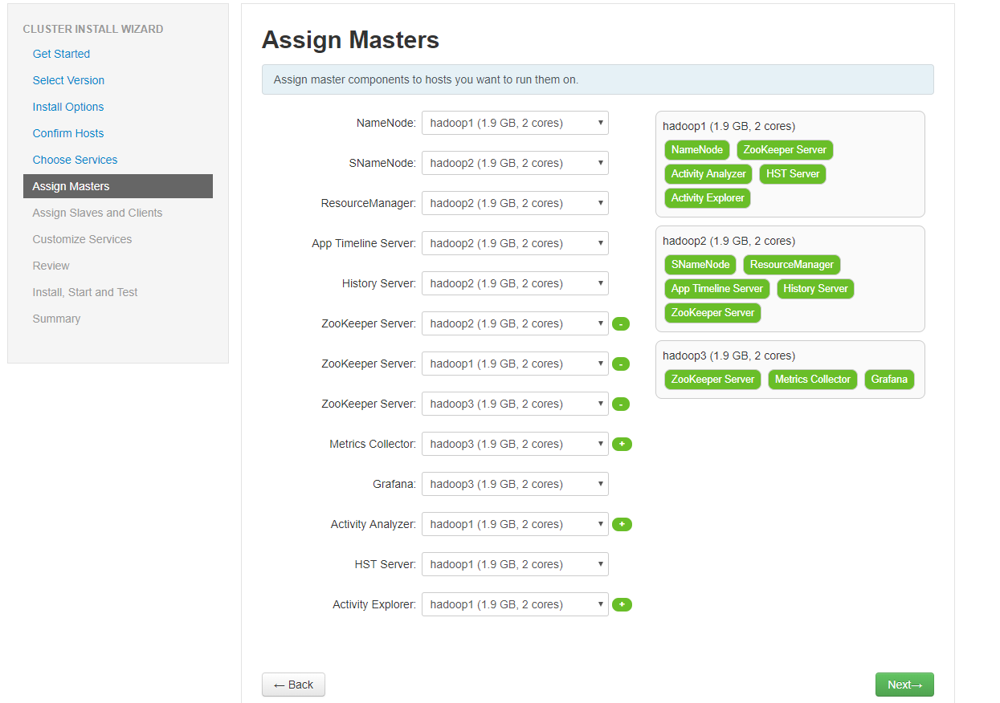 CLUSTER INSTALL WIZARD
Get Started
Select Version
Install Options
Confirm Hosts
Choose Services
Assign Masters
Assign Slaves and Clients
Customize Services
Review
Install, Start and Test
Summary
Assign Masters
Assign master components to hosts you want to run them on.
NameNode: hadoop1 (1.9 GB, 2 cores)
SNameNode: hadoop2 (1.9 GB, 2 cores)
ResourceManager: hadoop2 (1.9 GB, 2 cores)
App Timeline Server: hadoop2 (1.9 GB, 2 cores)
History Server: hadoop2 (1.9 GB, 2 cores)
ZooKeeper Server: hadoop2 (1.9 GB, 2 cores) -
ZooKeeper Server: hadoop1 (1.9 GB, 2 cores) -
ZooKeeper Server: hadoop3 (1.9 GB, 2 cores) -
Metrics Collector: hadoop3 (1.9 GB, 2 cores) +
Grafana: hadoop3 (1.9 GB, 2 cores)
Activity Analyzer: hadoop1 (1.9 GB, 2 cores) +
HST Server: hadoop1 (1.9 GB, 2 cores)
Activity Explorer: hadoop1 (1.9 GB, 2 cores) +
hadoop1 (1.9 GB, 2 cores)
NameNode ZooKeeper Server
Activity Analyzer HST Server
Activity Explorer
hadoop2 (1.9 GB, 2 cores)
SNameNode ResourceManager
App Timeline Server History Server
ZooKeeper Server
hadoop3 (1.9 GB, 2 cores)
ZooKeeper Server Metrics Collector Grafana
← Back
Next→